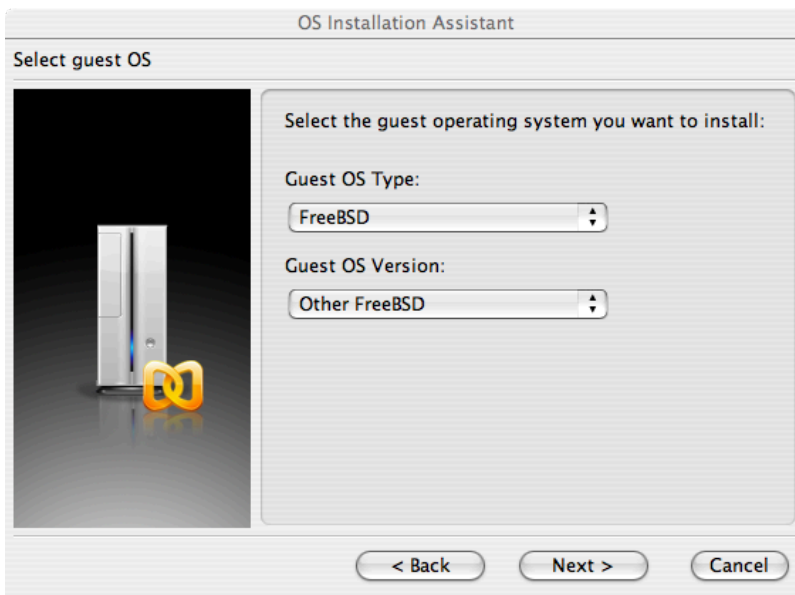 OS Installation Assistant
Select guest OS
Select the guest operating system you want to install:
Guest OS Type:
FreeBSD
Guest OS Version:
Other FreeBSD
< Back
Next >
Cancel